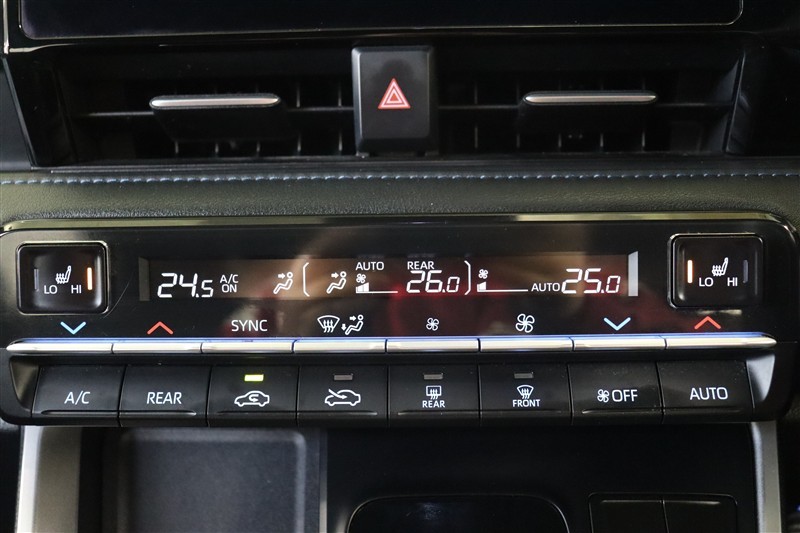 AUTO REAR
24.5 A/C ON 26.0 AUTO 25.0
LO HI
LO HI
SYNC
A/C REAR REAR FRONT OFF AUTO